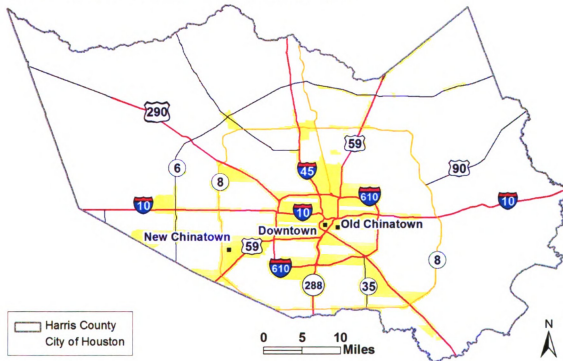 290
59
6
45
90
8
610
10
10
10
Downtown
Old Chinatown
New Chinatown
59
610
8
288
35
Harris County
City of Houston
0 5 10
Miles
N